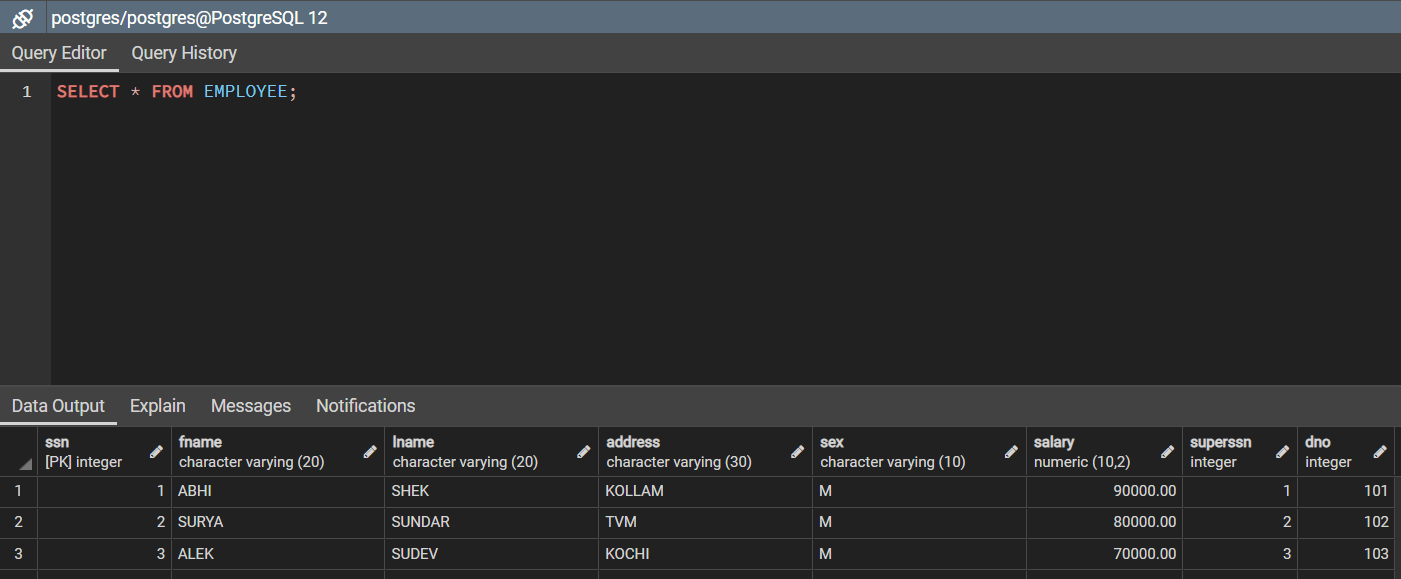 postgres/postgres@PostgreSQL 12
Query Editor Query History
1 SELECT * FROM EMPLOYEE;
Data Output Explain Messages Notifications
ssn fname lname address sex salary superssn dno
[PK] integer character varying (20) character varying (20) character varying (30) character varying (10) numeric (10,2) integer integer
1 1 ABHI SHEK KOLLAM M 90000.00 1 101
2 2 SURYA SUNDAR TVM M 80000.00 2 102
3 3 ALEK SUDEV KOCHI M 70000.00 3 103